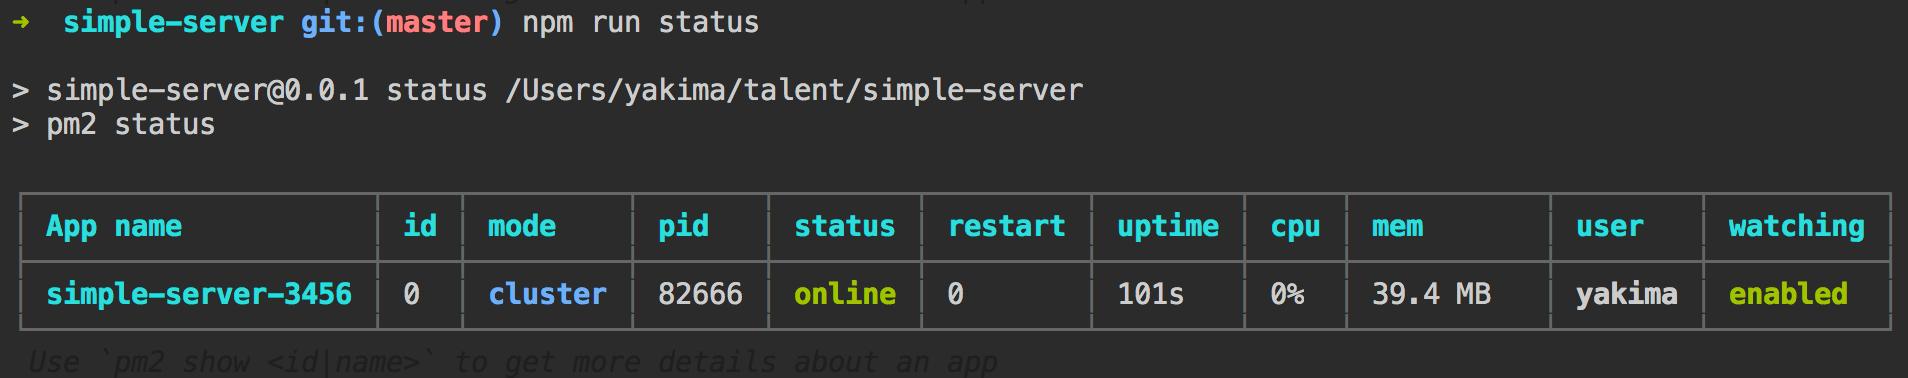 ➜ simple-server git:(master) npm run status
> simple-server@0.0.1 status /Users/yakima/talent/simple-server
> pm2 status
App name id mode pid status restart uptime cpu mem user watching
simple-server-3456 0 cluster 82666 online 0 101s 0% 39.4 MB yakima enabled
Use `pm2 show <id|name>` to get more details about an app